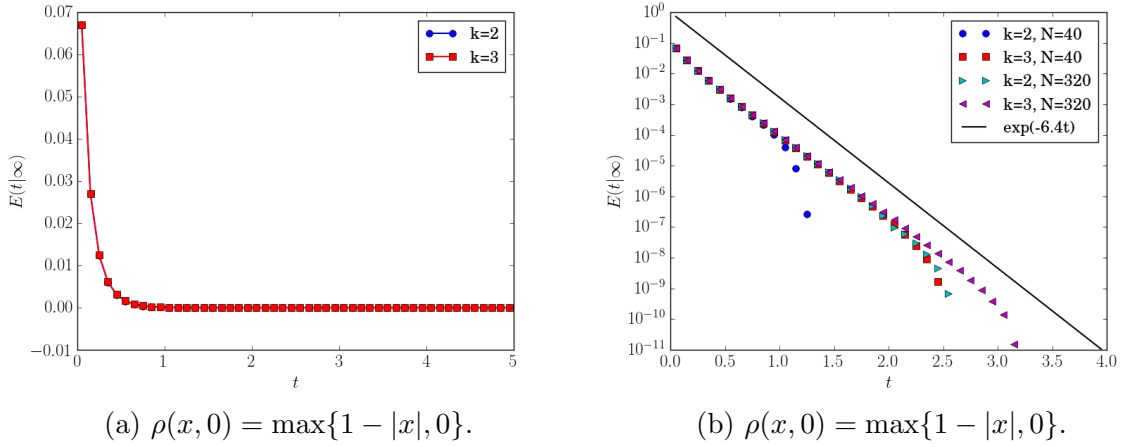 0.07
0.06
0.05
0.04
0.03
0.02
0.01
0.00
−0.01
E(t|∞)
0
1
2
3
4
5
t
k=2
k=3
(a) ρ(x, 0) = max{1 − |x|, 0}.
10⁰
10⁻¹
10⁻²
10⁻³
10⁻⁴
10⁻⁵
10⁻⁶
10⁻⁷
10⁻⁸
10⁻⁹
10⁻¹⁰
10⁻¹¹
E(t|∞)
0.0
0.5
1.0
1.5
2.0
2.5
3.0
3.5
4.0
t
k=2, N=40
k=3, N=40
k=2, N=320
k=3, N=320
exp(-6.4t)
(b) ρ(x, 0) = max{1 − |x|, 0}.